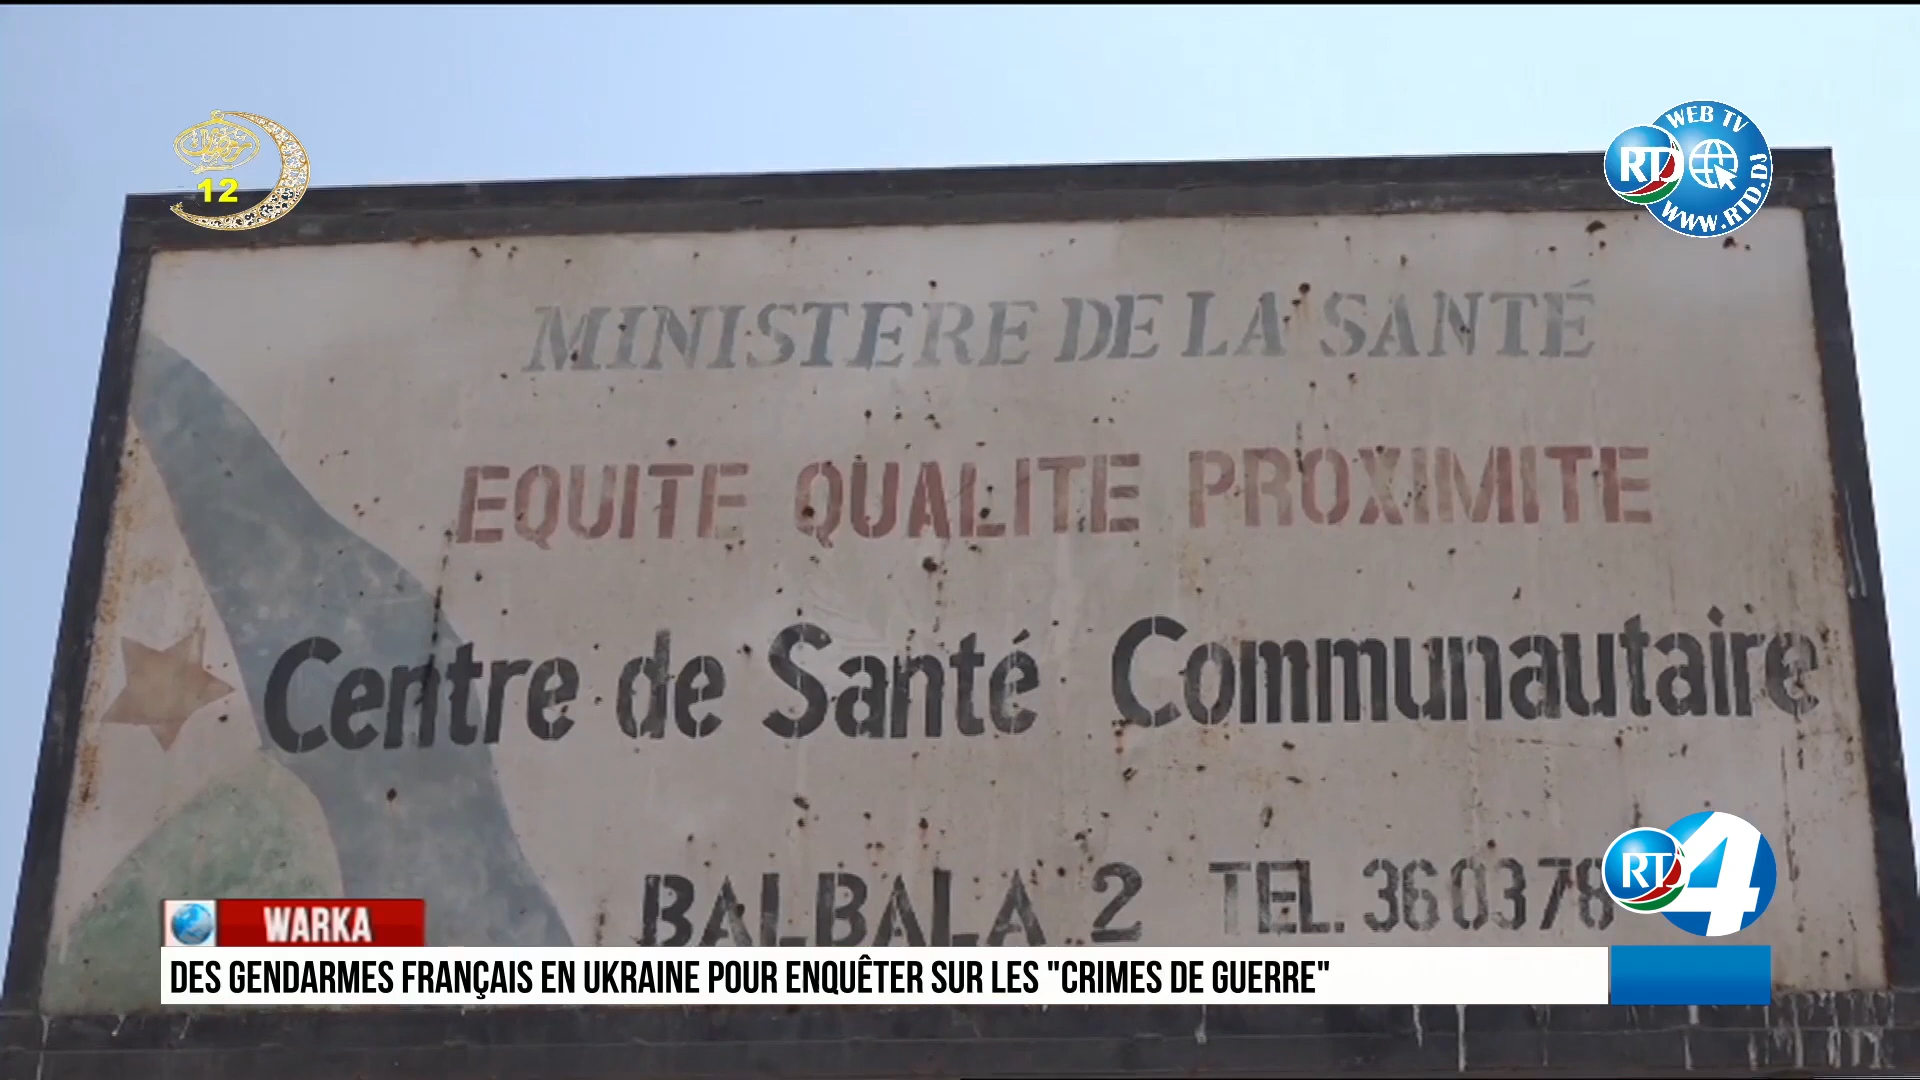 12
WEB TV
RTD
WWW.RTD.DJ
MINISTERE DE LA SANTÉ
EQUITE QUALITE PROXIMITE
Centre de Santé Communautaire
BALBALA 2 TEL. 360378
RTD 4
WARKA
DES GENDARMES FRANÇAIS EN UKRAINE POUR ENQUÊTER SUR LES "CRIMES DE GUERRE"